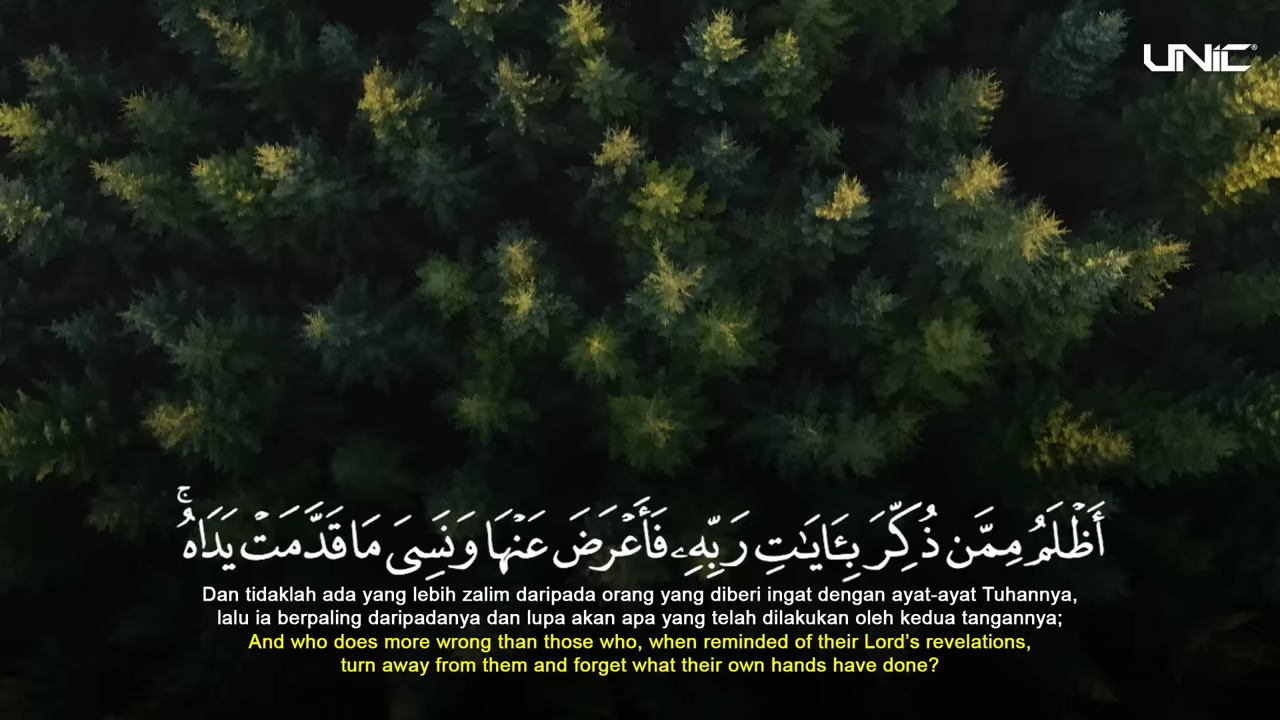 UNIC®
أَظْلَمُ مِمَّن ذُكِّرَ بِـَٔايَـٰتِ رَبِّهِۦ فَأَعْرَضَ عَنْهَا وَنَسِىَ مَا قَدَّمَتْ يَدَاهُ ۚ
Dan tidaklah ada yang lebih zalim daripada orang yang diberi ingat dengan ayat-ayat Tuhannya,
lalu ia berpaling daripadanya dan lupa akan apa yang telah dilakukan oleh kedua tangannya;
And who does more wrong than those who, when reminded of their Lord’s revelations,
turn away from them and forget what their own hands have done?